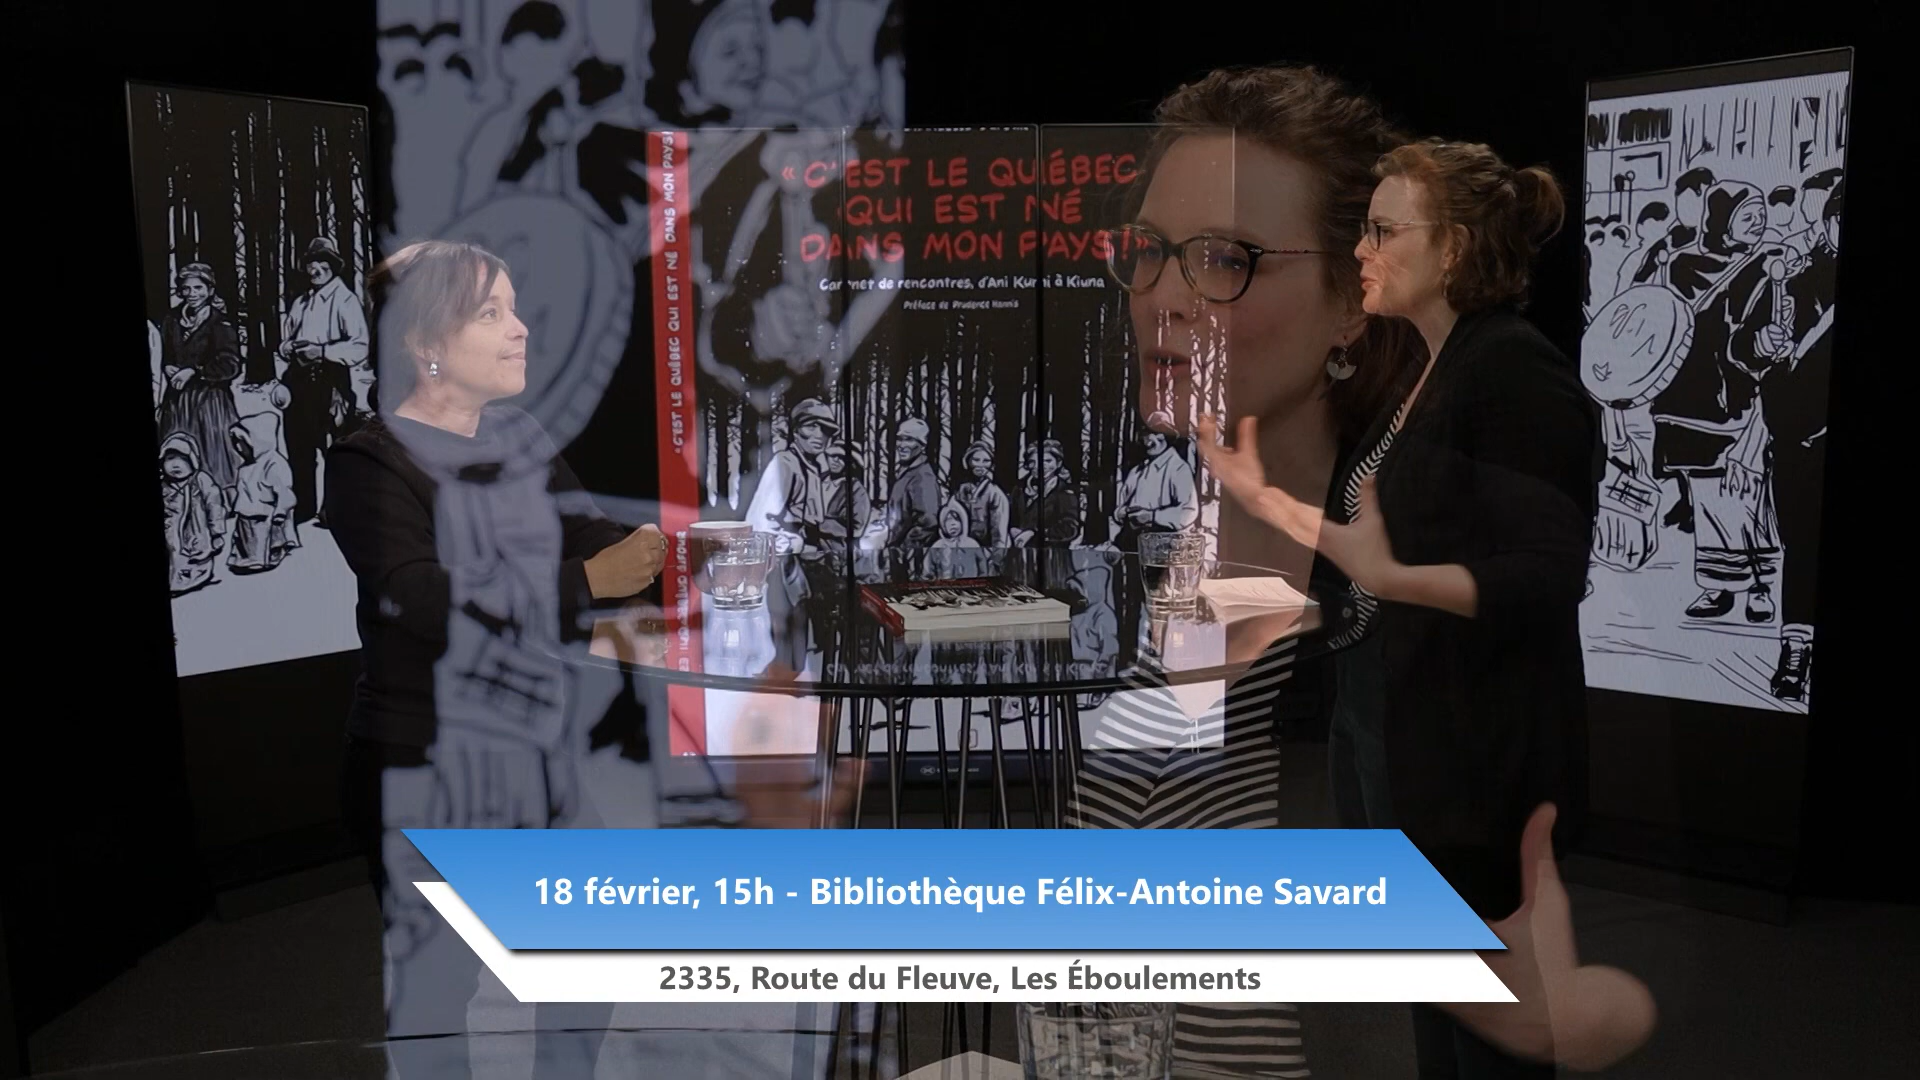 « C'EST LE QUÉBEC
QUI EST NÉ
DANS MON PAYS ! »
Carnet de rencontres, d'Ani Kuni à Kiuna
Préface de Prudence Hannis
« C'EST LE QUÉBEC QUI EST NÉ DANS MON PAYS!
18 février, 15h - Bibliothèque Félix-Antoine Savard
2335, Route du Fleuve, Les Éboulements